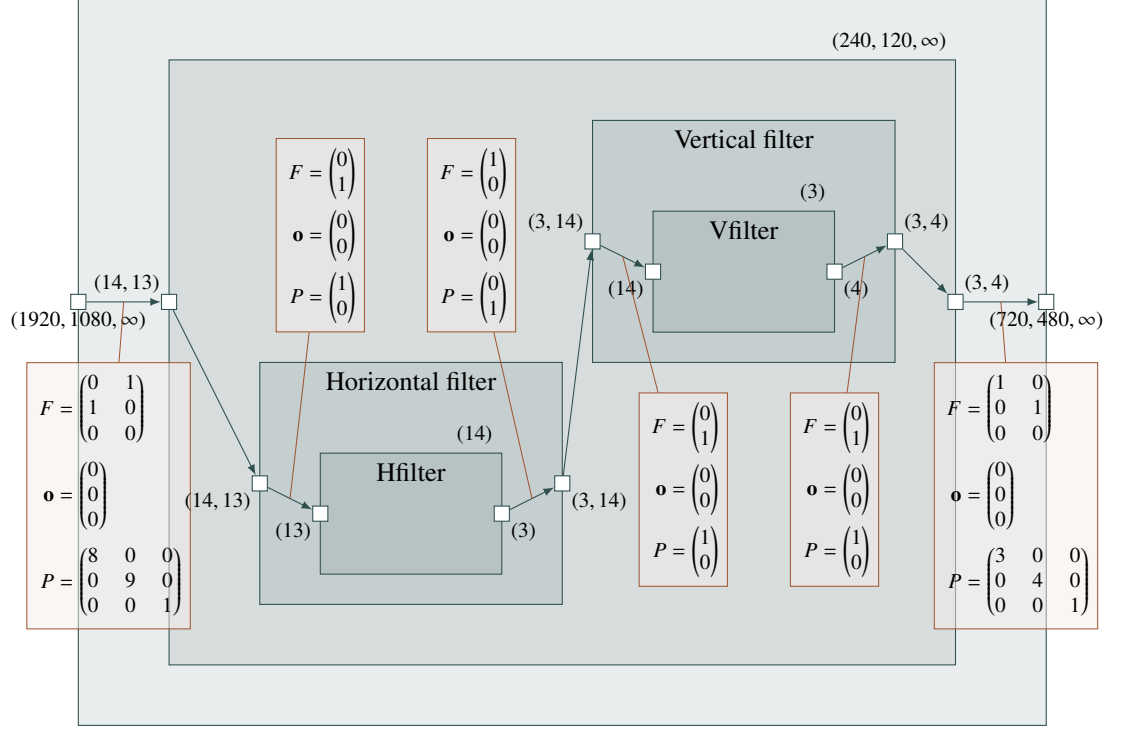 (240, 120, ∞)
Vertical filter
(3)
Vfilter
(3, 14)
(3, 4)
(14)
(4)
F = (0 1)
o = (0 0)
P = (1 0)
F = (1 0)
o = (0 0)
P = (0 1)
(14, 13)
(1920, 1080, ∞)
(3, 4)
(720, 480, ∞)
F = (0 1
1 0
0 0)
o = (0
0
0)
P = (8 0 0
0 9 0
0 0 1)
Horizontal filter
(14)
Hfilter
(14, 13)
(13)
(3)
(3, 14)
F = (0 1)
o = (0 0)
P = (1 0)
F = (0 1)
o = (0 0)
P = (1 0)
F = (1 0
0 1
0 0)
o = (0
0
0)
P = (3 0 0
0 4 0
0 0 1)